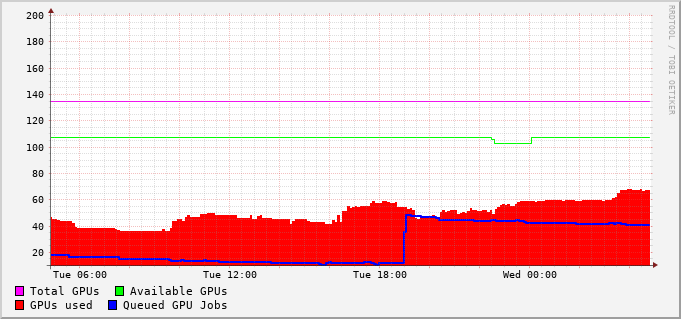 200
180
160
140
120
100
80
60
40
20
Tue 06:00 Tue 12:00 Tue 18:00 Wed 00:00
Total GPUs Available GPUs
GPUs used Queued GPU Jobs
RRDTOOL / TOBI OETIKER